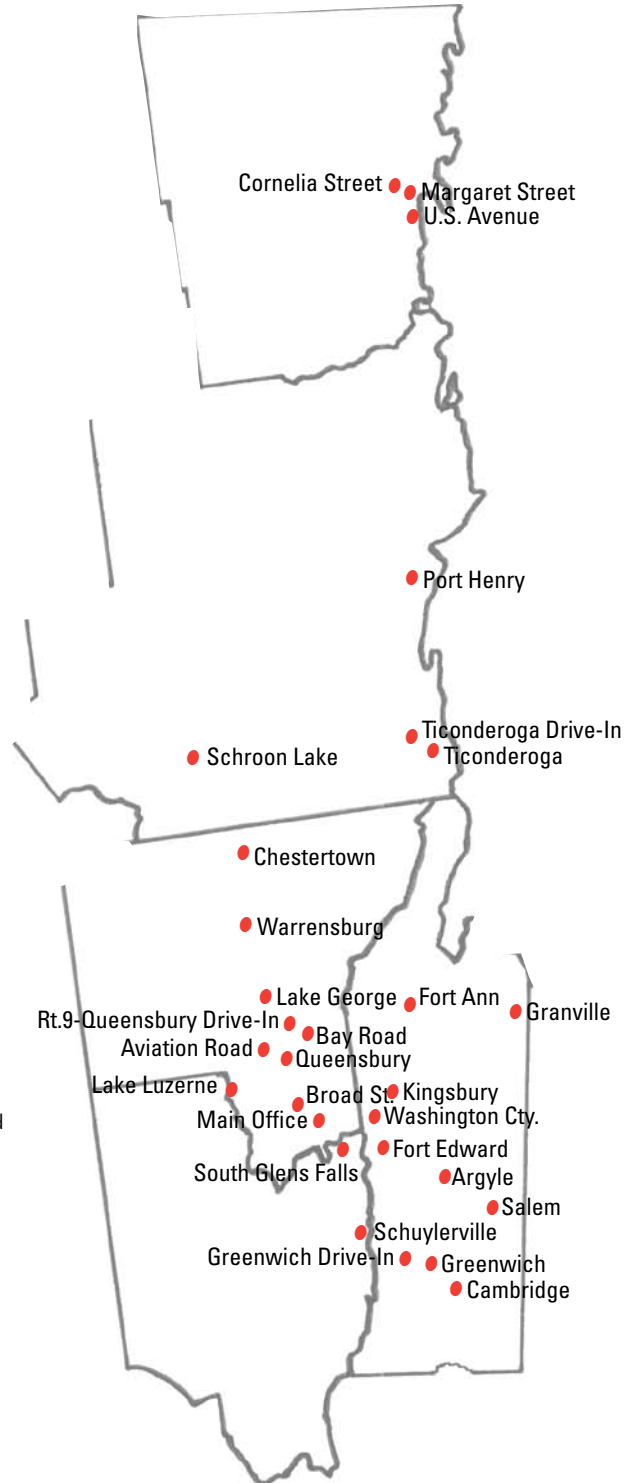 Cornelia Street
Margaret Street
U.S. Avenue
Port Henry
Ticonderoga Drive-In
Ticonderoga
Schroon Lake
Chestertown
Warrensburg
Lake George
Fort Ann
Granville
Rt.9-Queensbury Drive-In
Bay Road
Aviation Road
Queensbury
Lake Luzerne
Broad St.
Kingsbury
Main Office
Washington Cty.
South Glens Falls
Fort Edward
Argyle
Salem
Schuylerville
Greenwich Drive-In
Greenwich
Cambridge